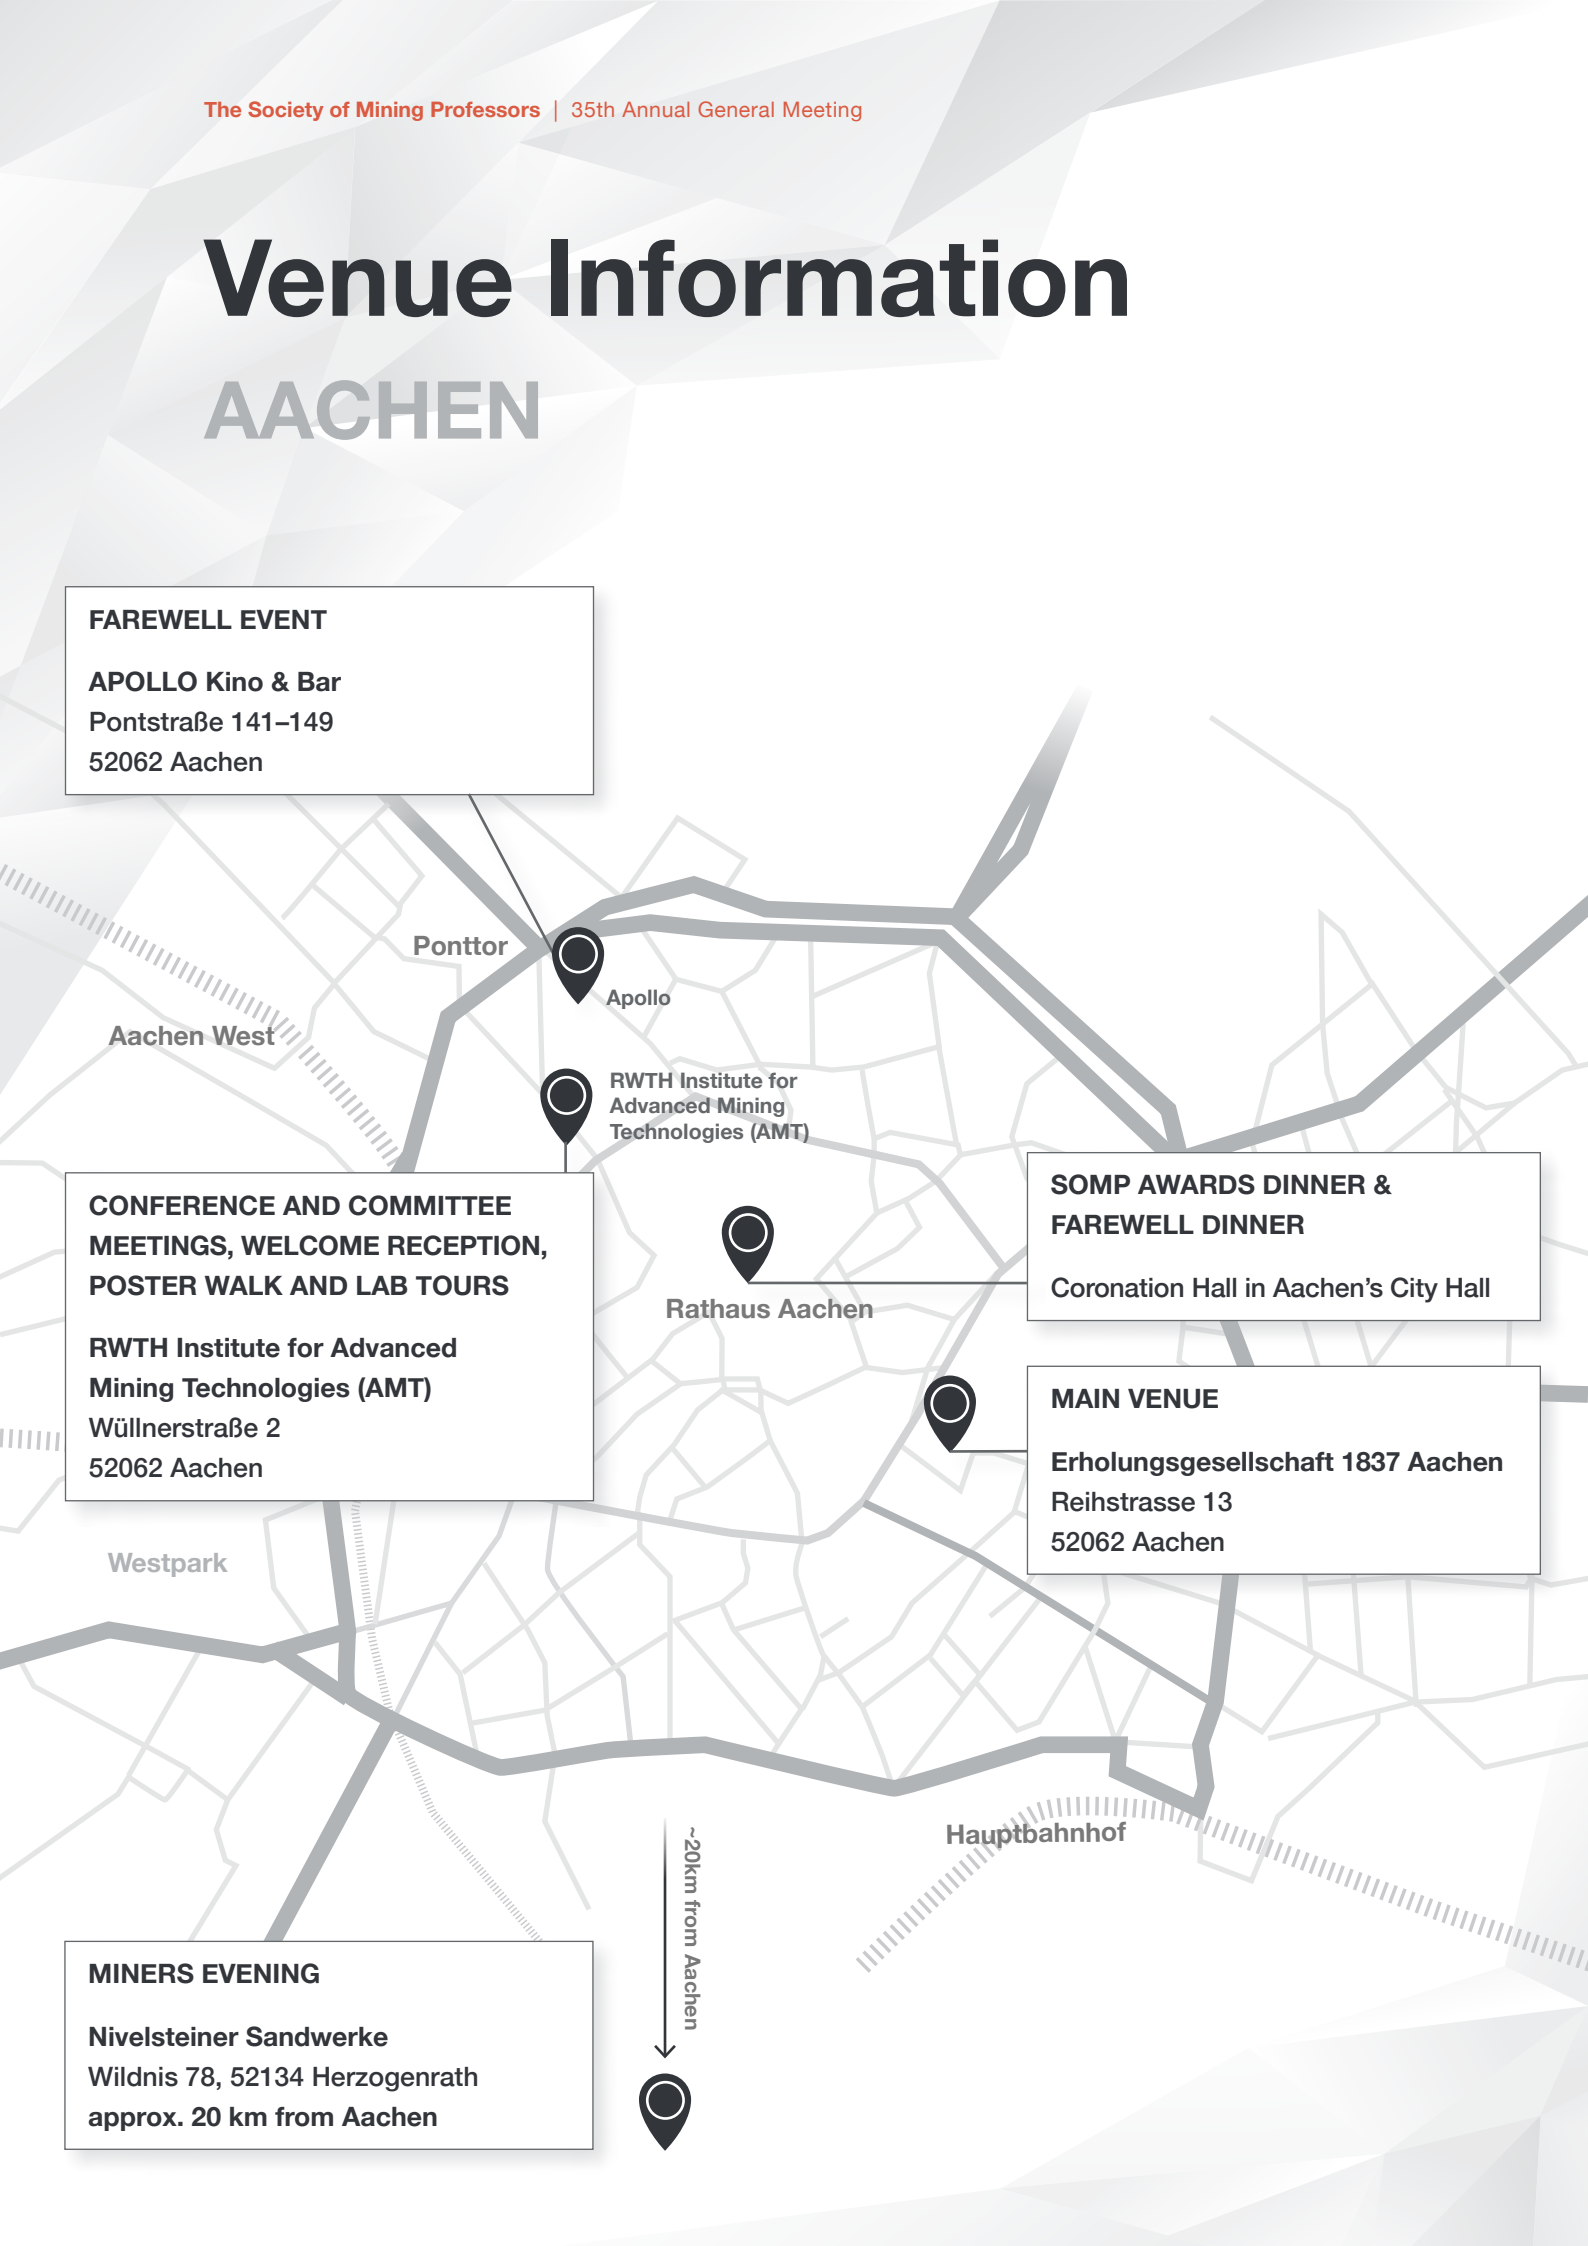 The Society of Mining Professors | 35th Annual General Meeting
Venue Information
AACHEN
FAREWELL EVENT
APOLLO Kino & Bar
Pontstraße 141–149
52062 Aachen
Ponttor
Apollo
Aachen West
RWTH Institute for
Advanced Mining
Technologies (AMT)
CONFERENCE AND COMMITTEE
MEETINGS, WELCOME RECEPTION,
POSTER WALK AND LAB TOURS
RWTH Institute for Advanced
Mining Technologies (AMT)
Wüllnerstraße 2
52062 Aachen
SOMP AWARDS DINNER &
FAREWELL DINNER
Coronation Hall in Aachen’s City Hall
Rathaus Aachen
MAIN VENUE
Erholungsgesellschaft 1837 Aachen
Reihstrasse 13
52062 Aachen
Westpark
Hauptbahnhof
~20km from Aachen
MINERS EVENING
Nivelsteiner Sandwerke
Wildnis 78, 52134 Herzogenrath
approx. 20 km from Aachen